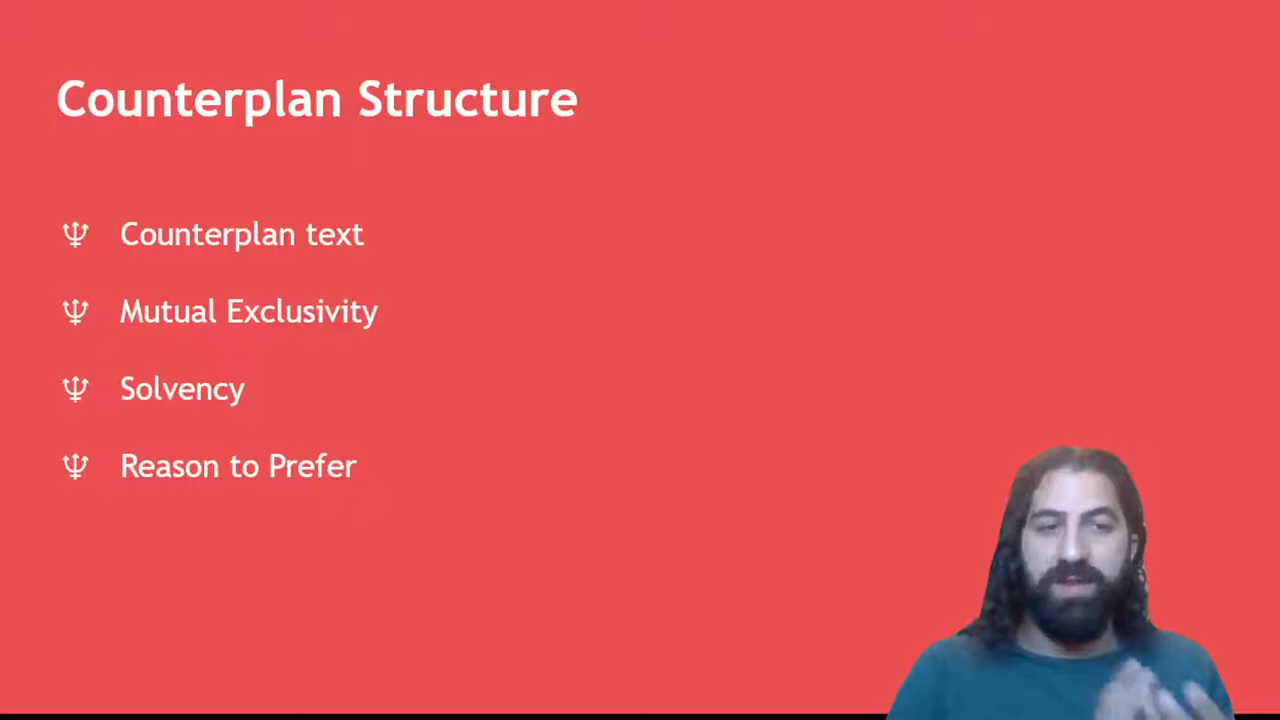 Counterplan Structure
♆ Counterplan text
♆ Mutual Exclusivity
♆ Solvency
♆ Reason to Prefer